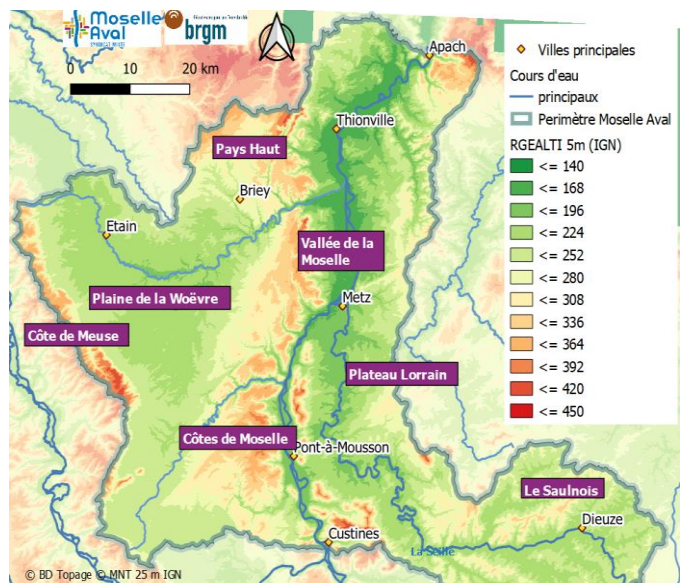 Moselle
Aval
SYNDICAT MIXTE
brgm
0 10 20 km
Apach
Thionville
Pays Haut
Briey
Etain
Vallée de la
Moselle
Plaine de la Woëvre
Metz
Côte de Meuse
Plateau Lorrain
Côtes de Moselle
Pont-à-Mousson
Le Saulnois
Dieuze
Custines
La Seille
Villes principales
Cours d'eau
principaux
Perimètre Moselle Aval
RGEALTI 5m (IGN)
<= 140
<= 168
<= 196
<= 224
<= 252
<= 280
<= 308
<= 336
<= 364
<= 392
<= 420
<= 450
© BD Topage © MNT 25 m IGN